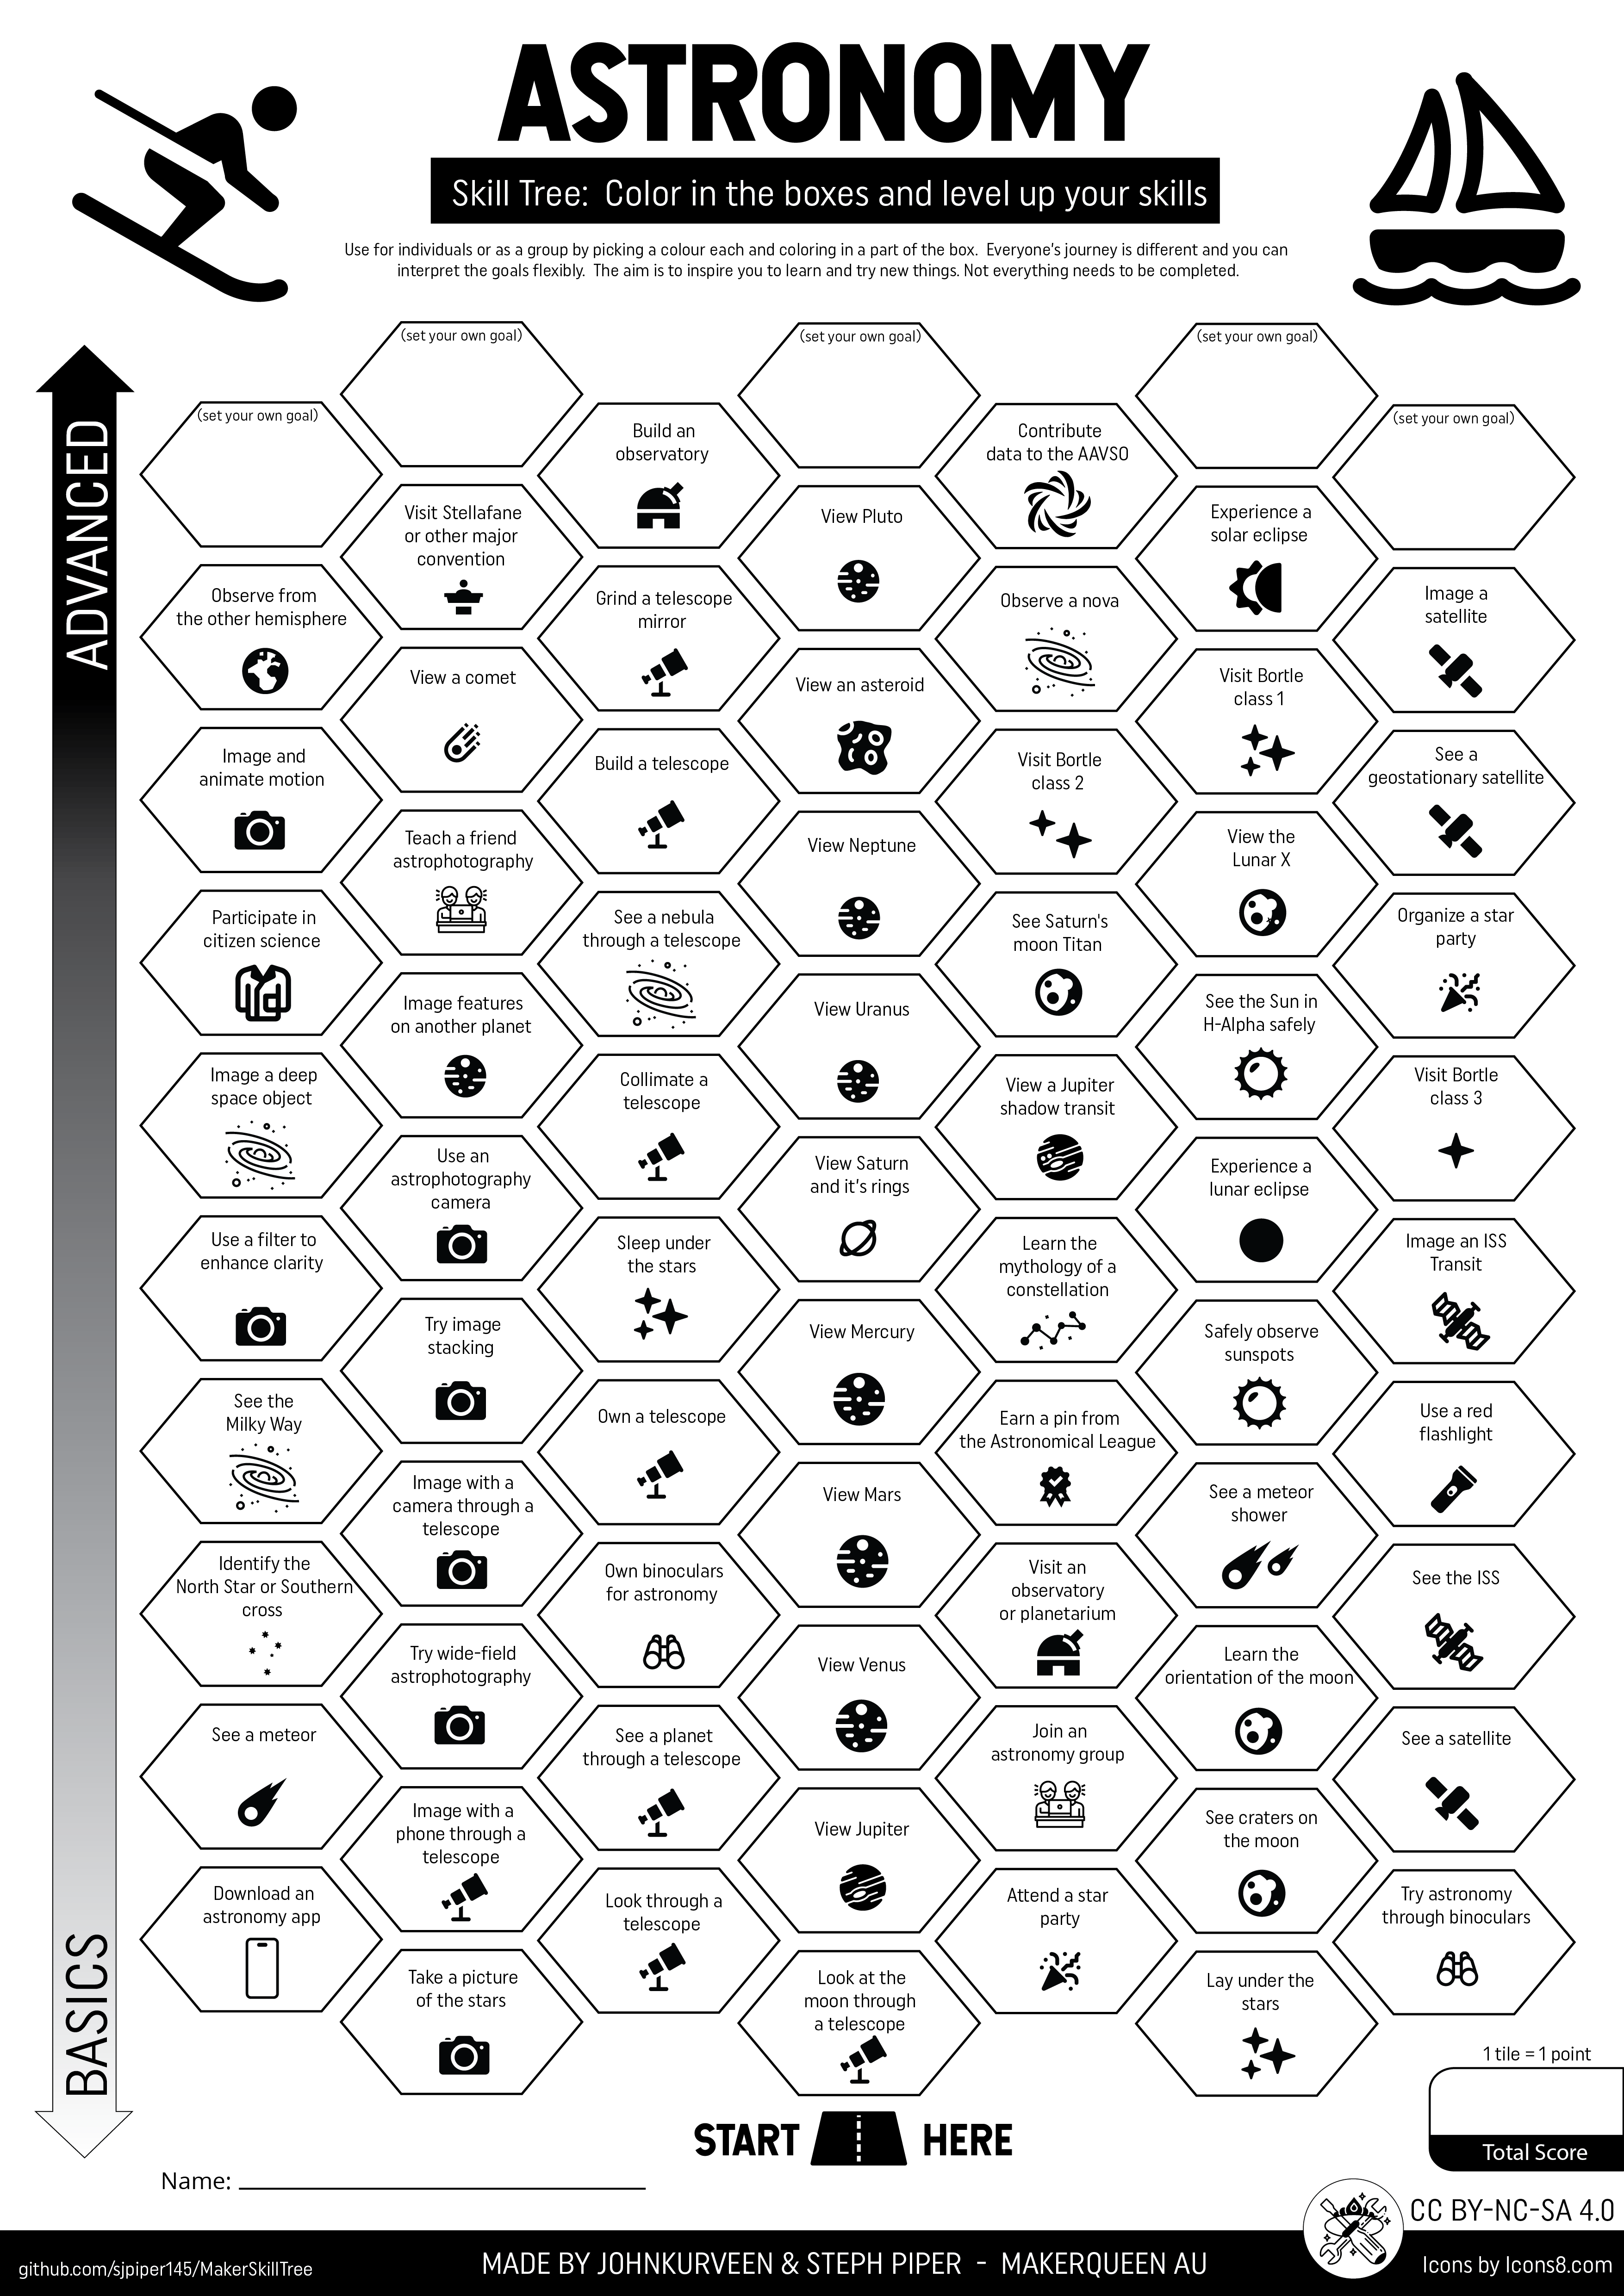 ASTRONOMY
Skill Tree: Color in the boxes and level up your skills
Use for individuals or as a group by picking a colour each and coloring in a part of the box. Everyone's journey is different and you can
interpret the goals flexibly. The aim is to inspire you to learn and try new things. Not everything needs to be completed.
ADVANCED
BASICS
(set your own goal)
(set your own goal)
(set your own goal)
(set your own goal)
(set your own goal)
Build an
observatory
Contribute
data to the AAVSO
Visit Stellafane
or other major
convention
View Pluto
Experience a
solar eclipse
Observe from
the other hemisphere
Grind a telescope
mirror
Observe a nova
Image a
satellite
View a comet
View an asteroid
Visit Bortle
class 1
Image and
animate motion
Build a telescope
Visit Bortle
class 2
See a
geostationary satellite
Teach a friend
astrophotography
View Neptune
View the
Lunar X
Participate in
citizen science
See a nebula
through a telescope
See Saturn's
moon Titan
Organize a star
party
Image features
on another planet
View Uranus
See the Sun in
H-Alpha safely
Image a deep
space object
Collimate a
telescope
View a Jupiter
shadow transit
Visit Bortle
class 3
Use an
astrophotography
camera
View Saturn
and it's rings
Experience a
lunar eclipse
Use a filter to
enhance clarity
Sleep under
the stars
Learn the
mythology of a
constellation
Image an ISS
Transit
Try image
stacking
View Mercury
Safely observe
sunspots
See the
Milky Way
Own a telescope
Earn a pin from
the Astronomical League
Use a red
flashlight
Image with a
camera through a
telescope
View Mars
See a meteor
shower
Identify the
North Star or Southern
cross
Own binoculars
for astronomy
Visit an
observatory
or planetarium
See the ISS
Try wide-field
astrophotography
View Venus
Learn the
orientation of the moon
See a meteor
See a planet
through a telescope
Join an
astronomy group
See a satellite
Image with a
phone through a
telescope
View Jupiter
See craters on
the moon
Download an
astronomy app
Look through a
telescope
Attend a star
party
Try astronomy
through binoculars
Take a picture
of the stars
Look at the
moon through
a telescope
Lay under the
stars
1 tile = 1 point
Total Score
START HERE
Name:
CC BY-NC-SA 4.0
github.com/sjpiper145/MakerSkillTree
MADE BY JOHNKURVEEN & STEPH PIPER - MAKERQUEEN AU
Icons by Icons8.com